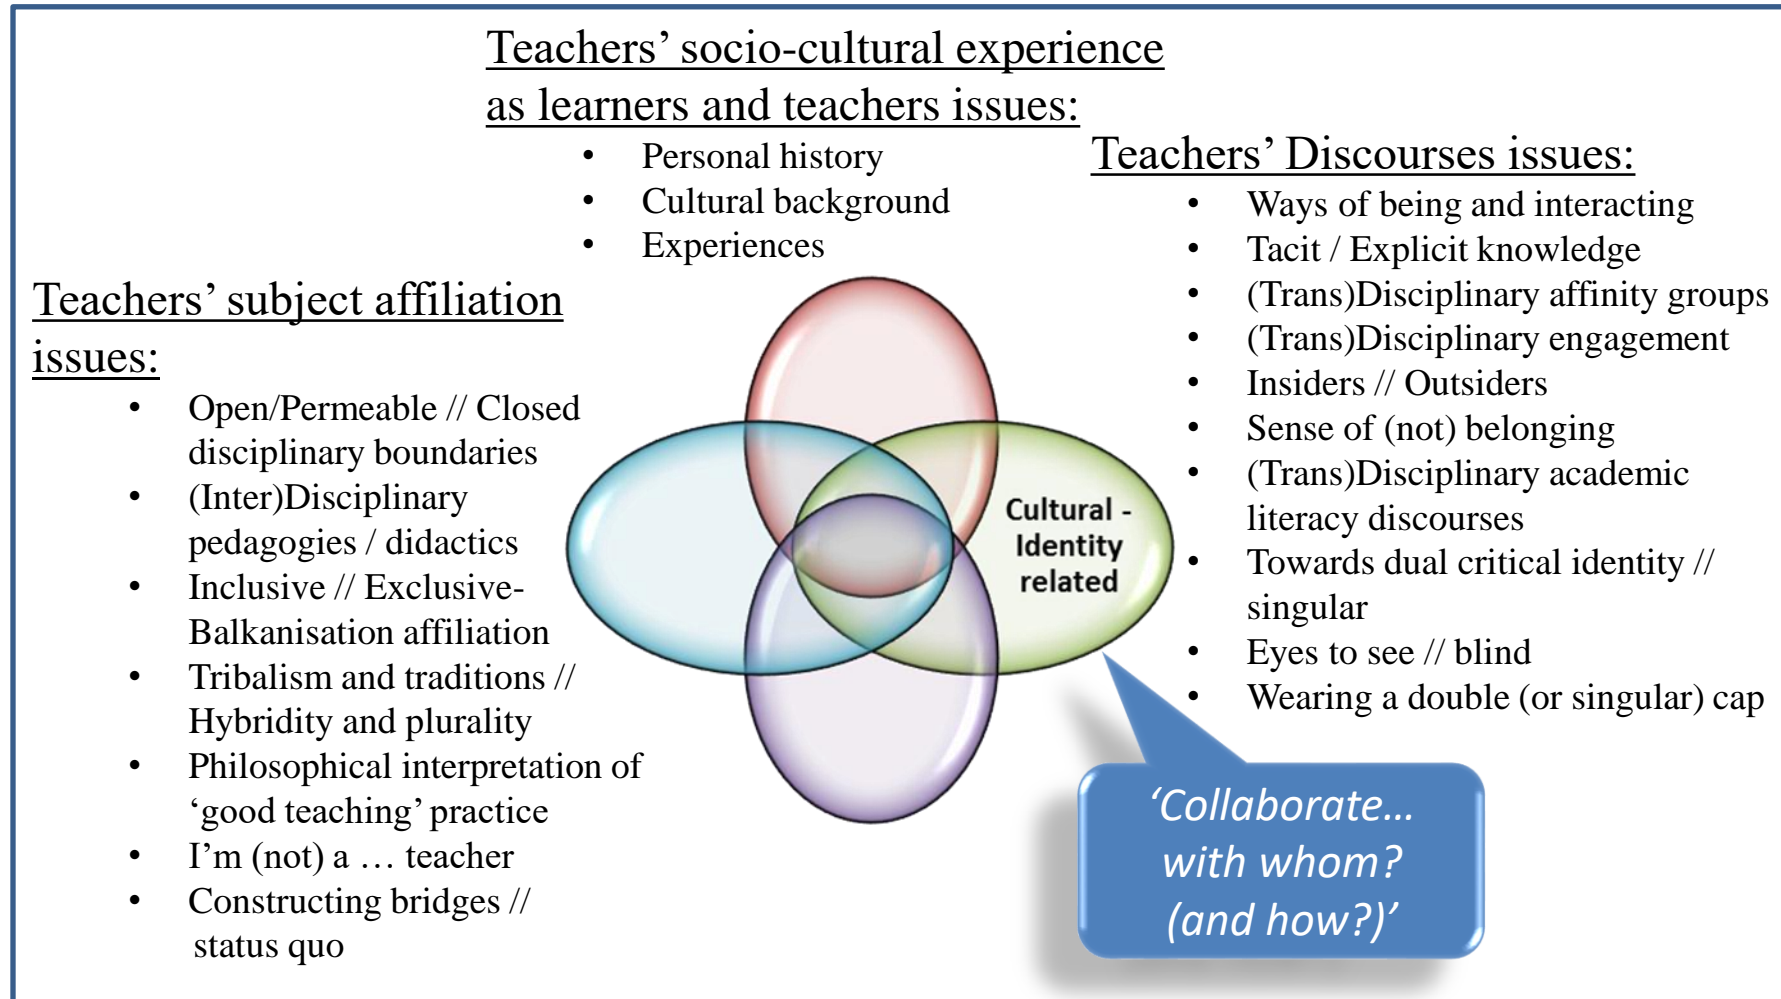 Teachers’ socio-cultural experience
as learners and teachers issues:
• Personal history
• Cultural background
• Experiences
Teachers’ Discourses issues:
• Ways of being and interacting
• Tacit / Explicit knowledge
• (Trans)Disciplinary affinity groups
• (Trans)Disciplinary engagement
• Insiders // Outsiders
• Sense of (not) belonging
• (Trans)Disciplinary academic
literacy discourses
• Towards dual critical identity //
singular
• Eyes to see // blind
• Wearing a double (or singular) cap
Teachers’ subject affiliation
issues:
• Open/Permeable // Closed
disciplinary boundaries
• (Inter)Disciplinary
pedagogies / didactics
• Inclusive // Exclusive-
Balkanisation affiliation
• Tribalism and traditions //
Hybridity and plurality
• Philosophical interpretation of
‘good teaching’ practice
• I’m (not) a … teacher
• Constructing bridges //
status quo
Cultural -
Identity
related
‘Collaborate…
with whom?
(and how?)’